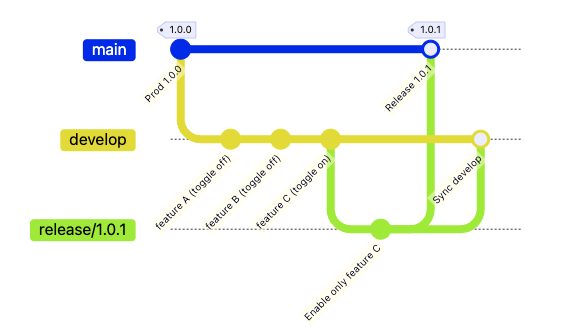 1.0.0
1.0.1
main
Prod 1.0.0
Release 1.0.1
develop
feature A (toggle off)
feature B (toggle off)
feature C (toggle on)
Sync develop
release/1.0.1
Enable only feature C